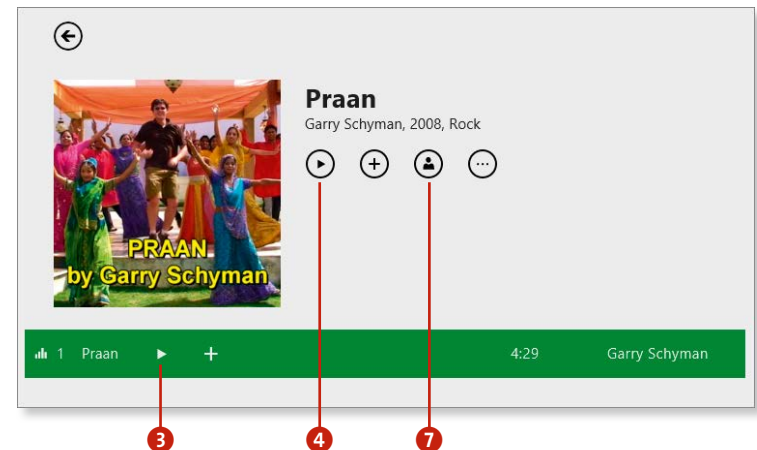 Praan
Garry Schyman, 2008, Rock
PRAAN
by Garry Schyman
1 Praan 4:29 Garry Schyman
3 4 7